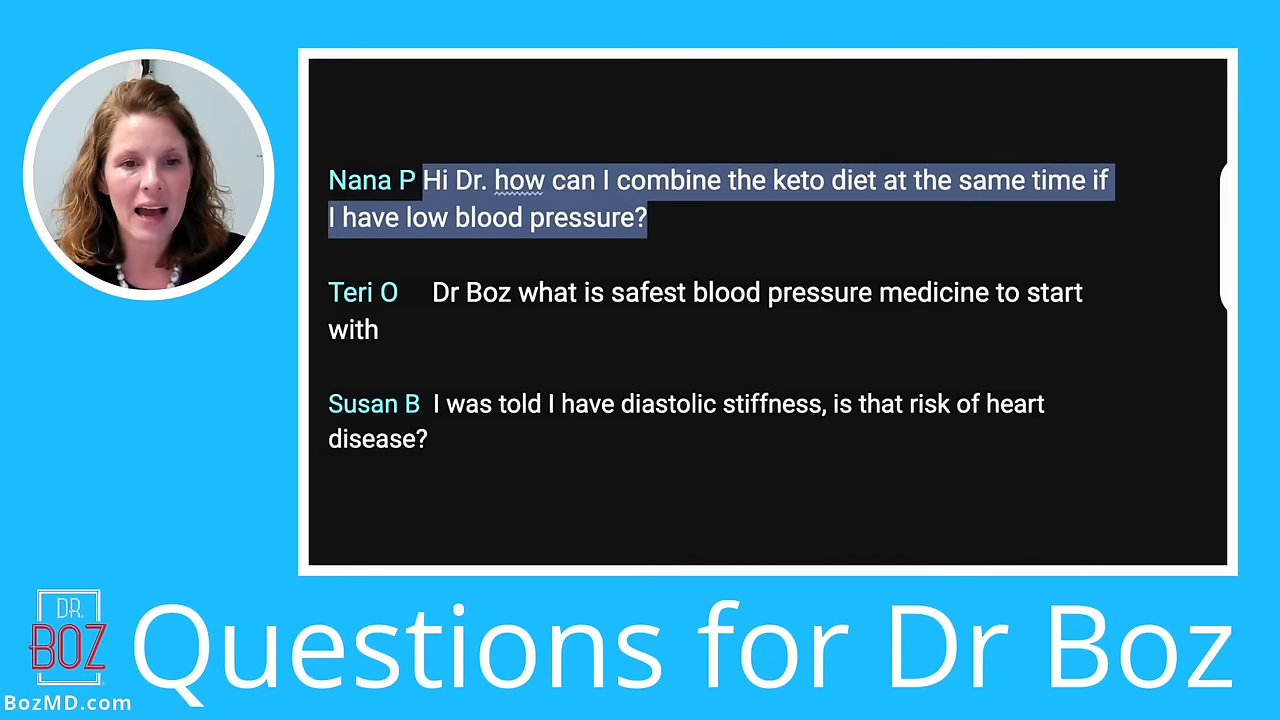 Nana P Hi Dr. how can I combine the keto diet at the same time if
I have low blood pressure?
Teri O Dr Boz what is safest blood pressure medicine to start
with
Susan B I was told I have diastolic stiffness, is that risk of heart
disease?
DR.
BOZ
Questions for Dr Boz
BozMD.com